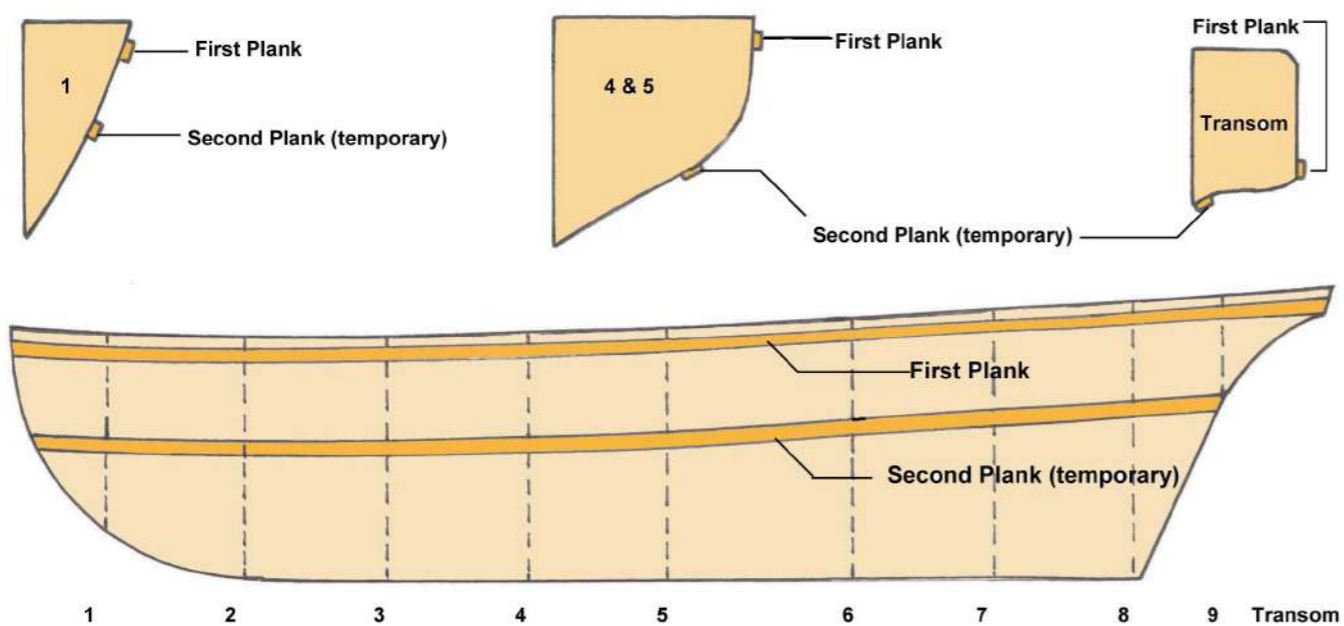 First Plank
1
Second Plank (temporary)
First Plank
4 & 5
Second Plank (temporary)
First Plank
Transom
First Plank
Second Plank (temporary)
1 2 3 4 5 6 7 8 9 Transom